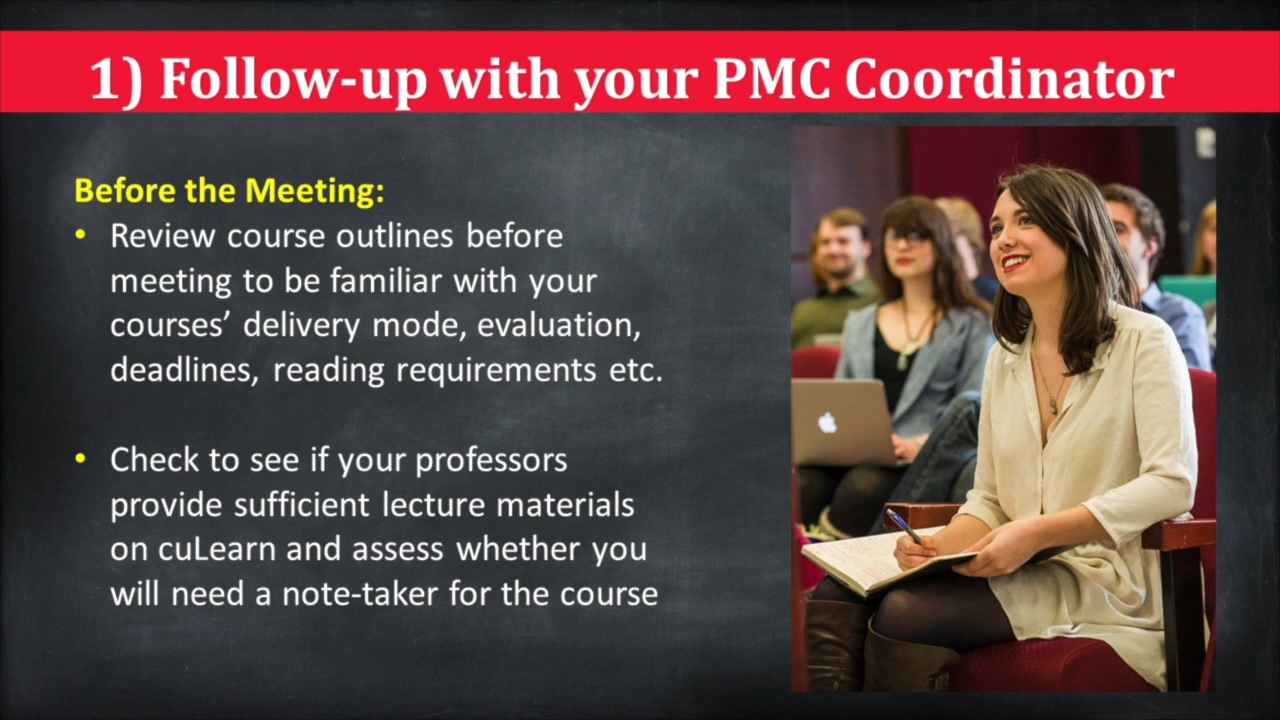 1) Follow-up with your PMC Coordinator
Before the Meeting:
• Review course outlines before
meeting to be familiar with your
courses’ delivery mode, evaluation,
deadlines, reading requirements etc.
• Check to see if your professors
provide sufficient lecture materials
on cuLearn and assess whether you
will need a note-taker for the course